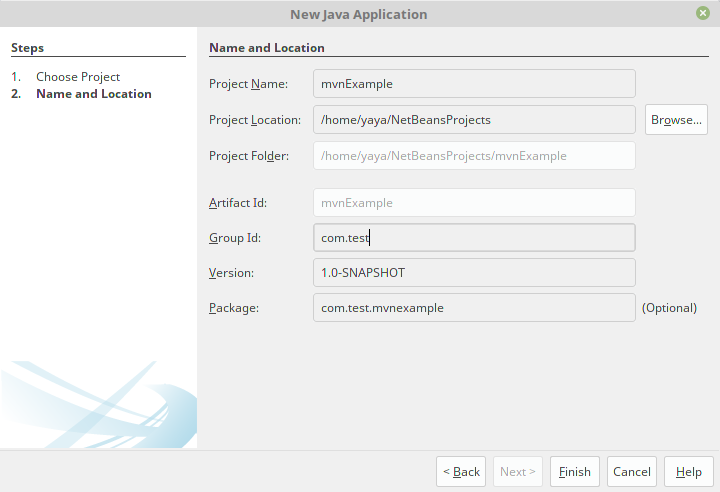 New Java Application
Steps
1. Choose Project
2. Name and Location
Name and Location
Project Name: mvnExample
Project Location: /home/yaya/NetBeansProjects Browse...
Project Folder: /home/yaya/NetBeansProjects/mvnExample
Artifact Id: mvnExample
Group Id: com.test
Version: 1.0-SNAPSHOT
Package: com.test.mvnexample (Optional)
< Back Next > Finish Cancel Help